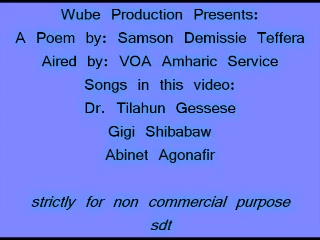 Wube Production Presents:
A Poem by: Samson Demissie Teffera
Aired by: VOA Amharic Service
Songs in this video:
Dr. Tilahun Gessese
Gigi Shibabaw
Abinet Agonafir
strictly for non commercial purpose
sdt